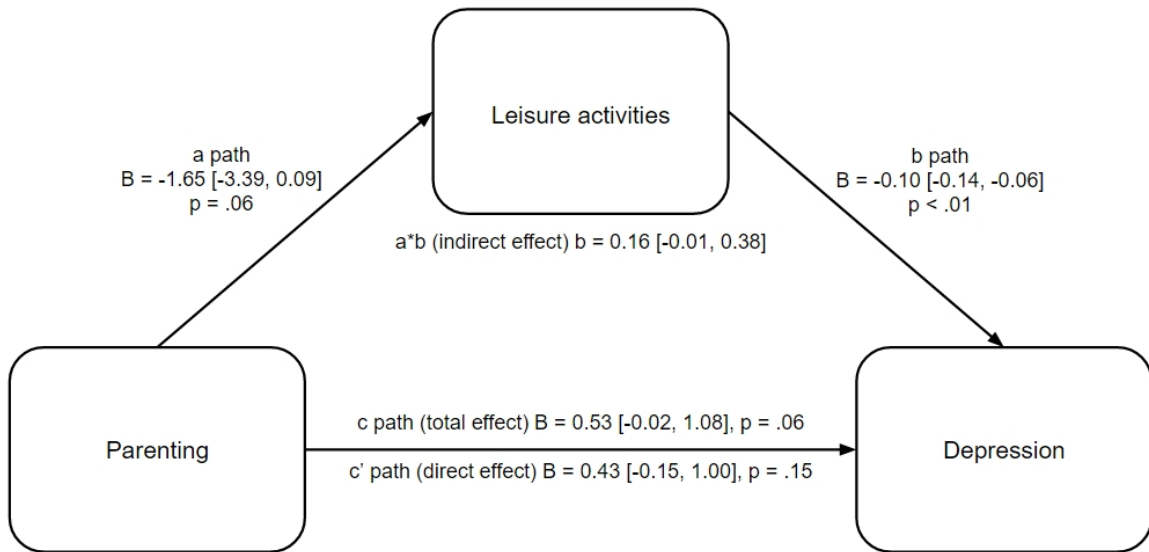 Leisure activities
a path
B = -1.65 [-3.39, 0.09]
p = .06
b path
B = -0.10 [-0.14, -0.06]
p < .01
a*b (indirect effect) b = 0.16 [-0.01, 0.38]
Parenting
c path (total effect) B = 0.53 [-0.02, 1.08], p = .06
c' path (direct effect) B = 0.43 [-0.15, 1.00], p = .15
Depression